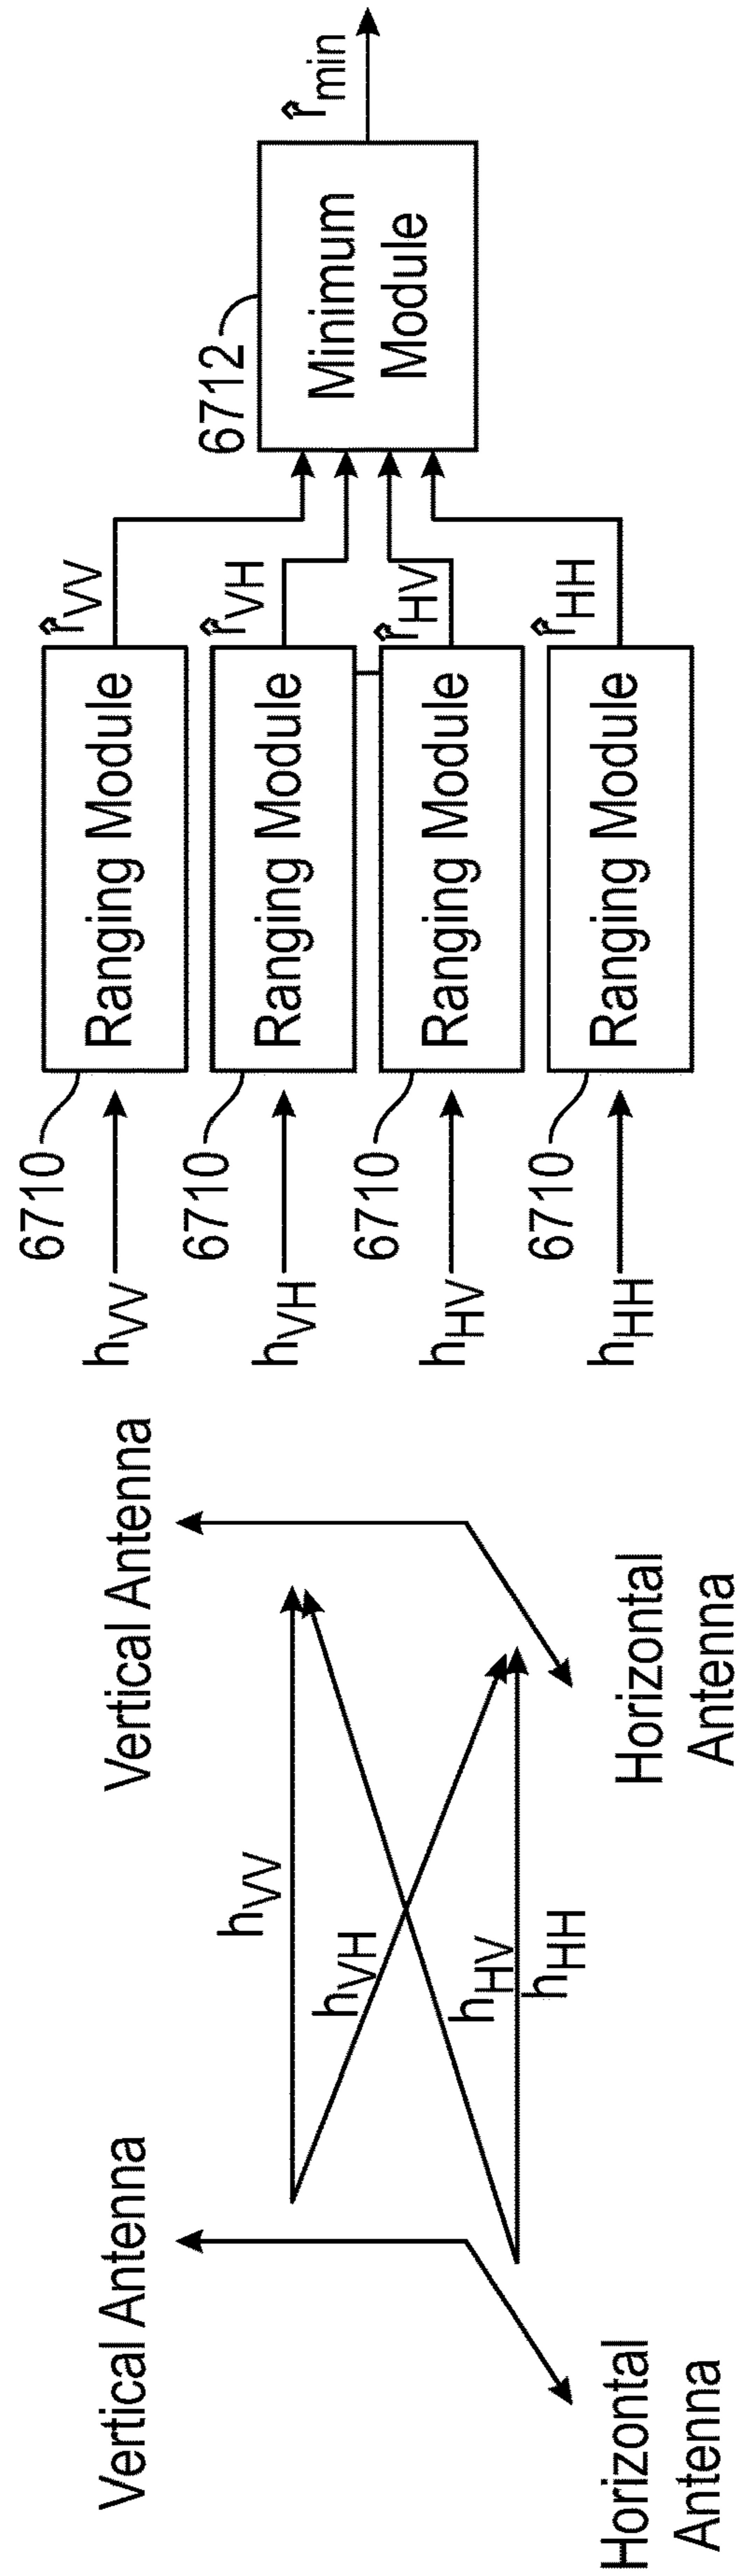 Vertical Antenna
Vertical Antenna
h_VV
h_VH
h_HV
h_HH
Horizontal
Antenna
Horizontal
Antenna
h_VV
6710
Ranging Module
r̂_VV
h_VH
6710
Ranging Module
r̂_VH
h_HV
6710
Ranging Module
r̂_HV
h_HH
6710
Ranging Module
r̂_HH
6712
Minimum
Module
r̂_min